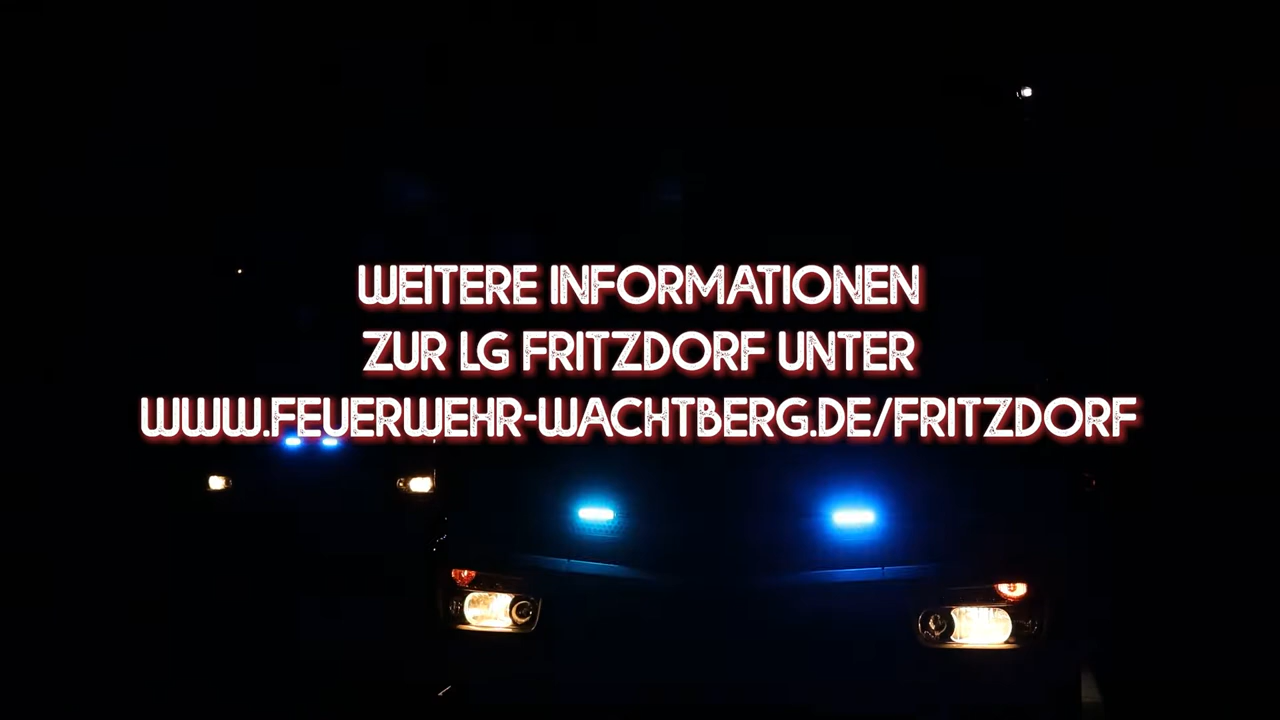 WEITERE INFORMATIONEN
ZUR LG FRITZDORF UNTER
WWW.FEUERWEHR-WACHTBERG.DE/FRITZDORF